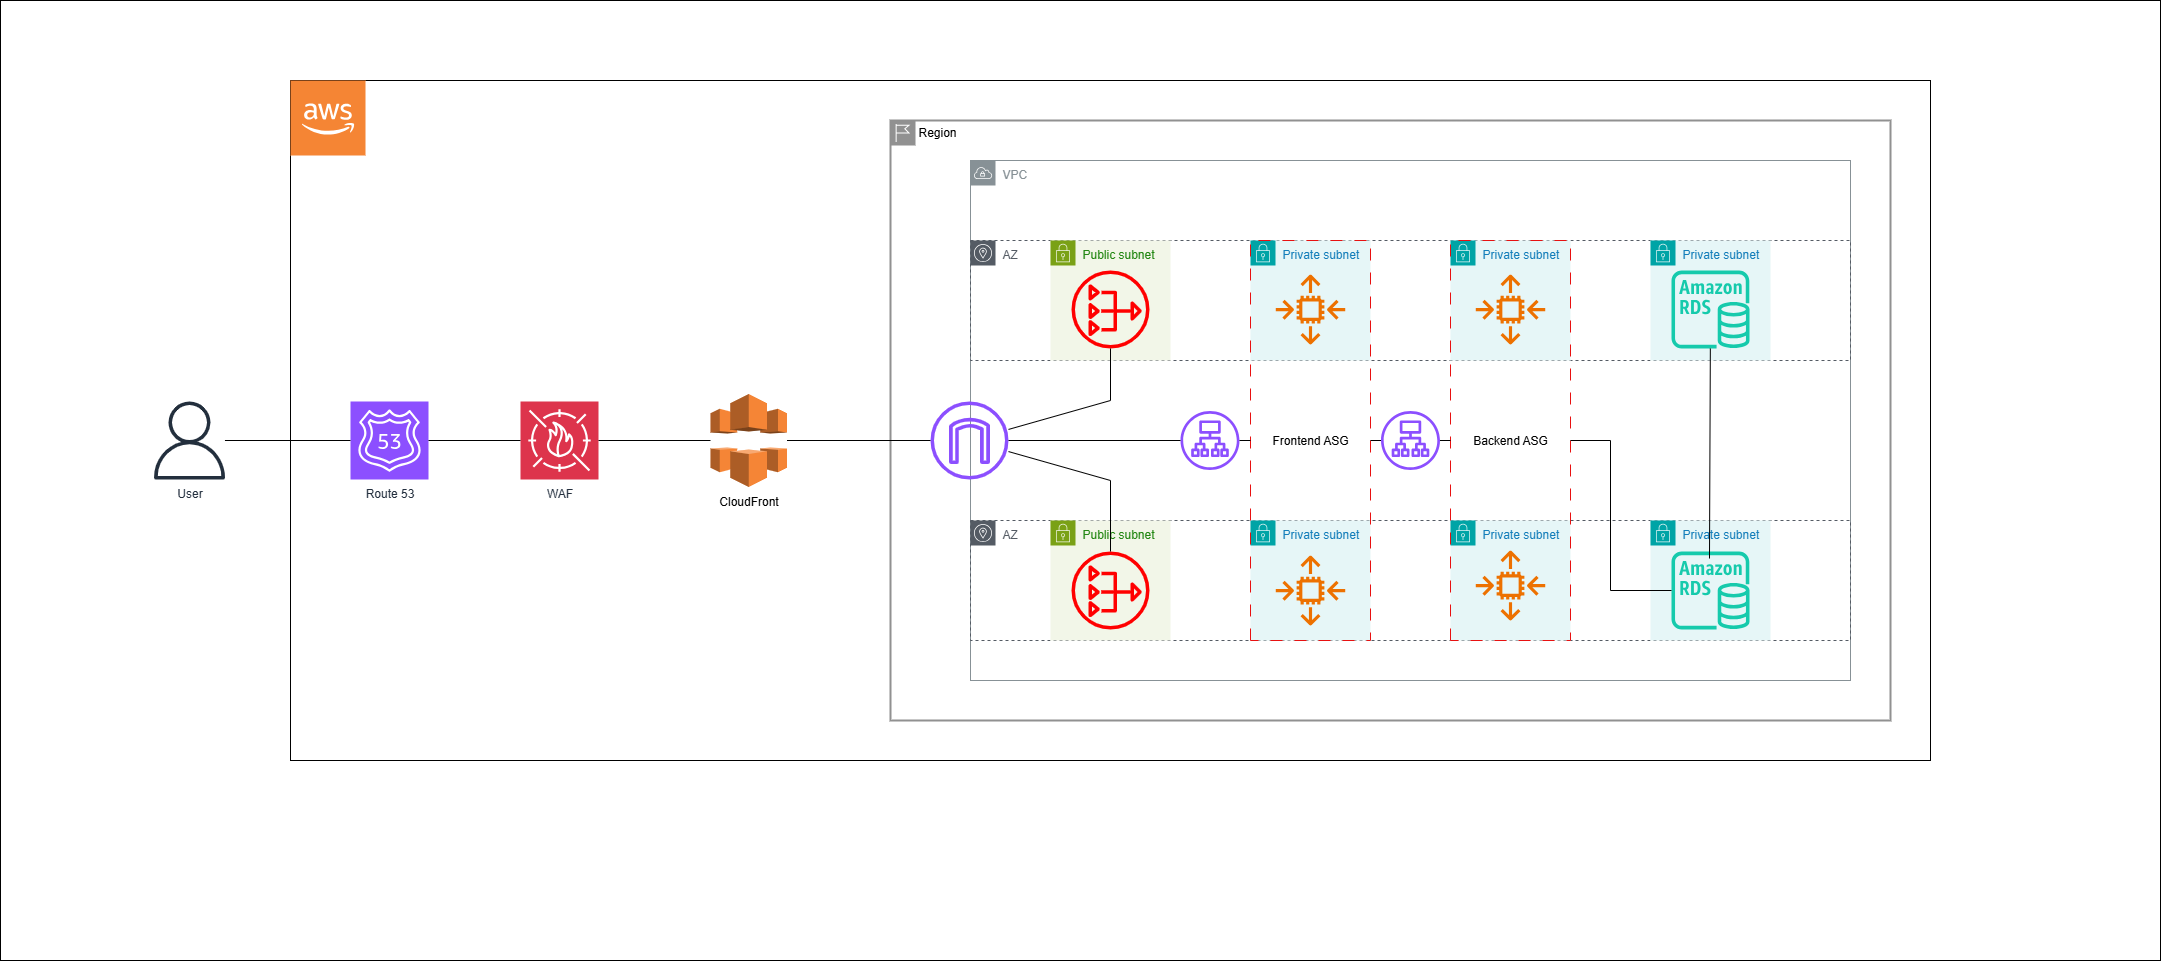 aws
Region
VPC
AZ
Public subnet
Private subnet
Private subnet
Private subnet
Amazon
RDS
User
53
Route 53
WAF
CloudFront
Frontend ASG
Backend ASG
AZ
Public subnet
Private subnet
Private subnet
Private subnet
Amazon
RDS